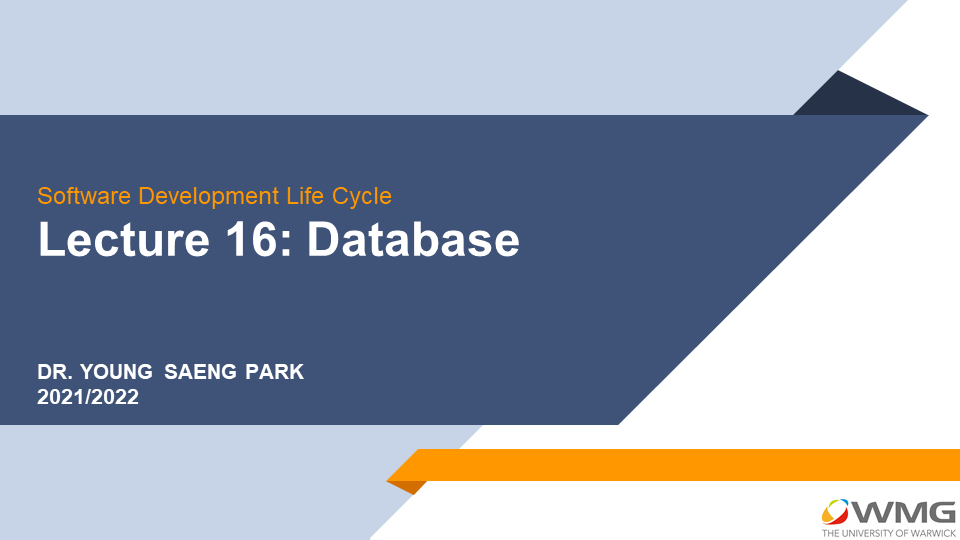 Software Development Life Cycle
Lecture 16: Database
DR. YOUNG SAENG PARK
2021/2022
WMG
THE UNIVERSITY OF WARWICK